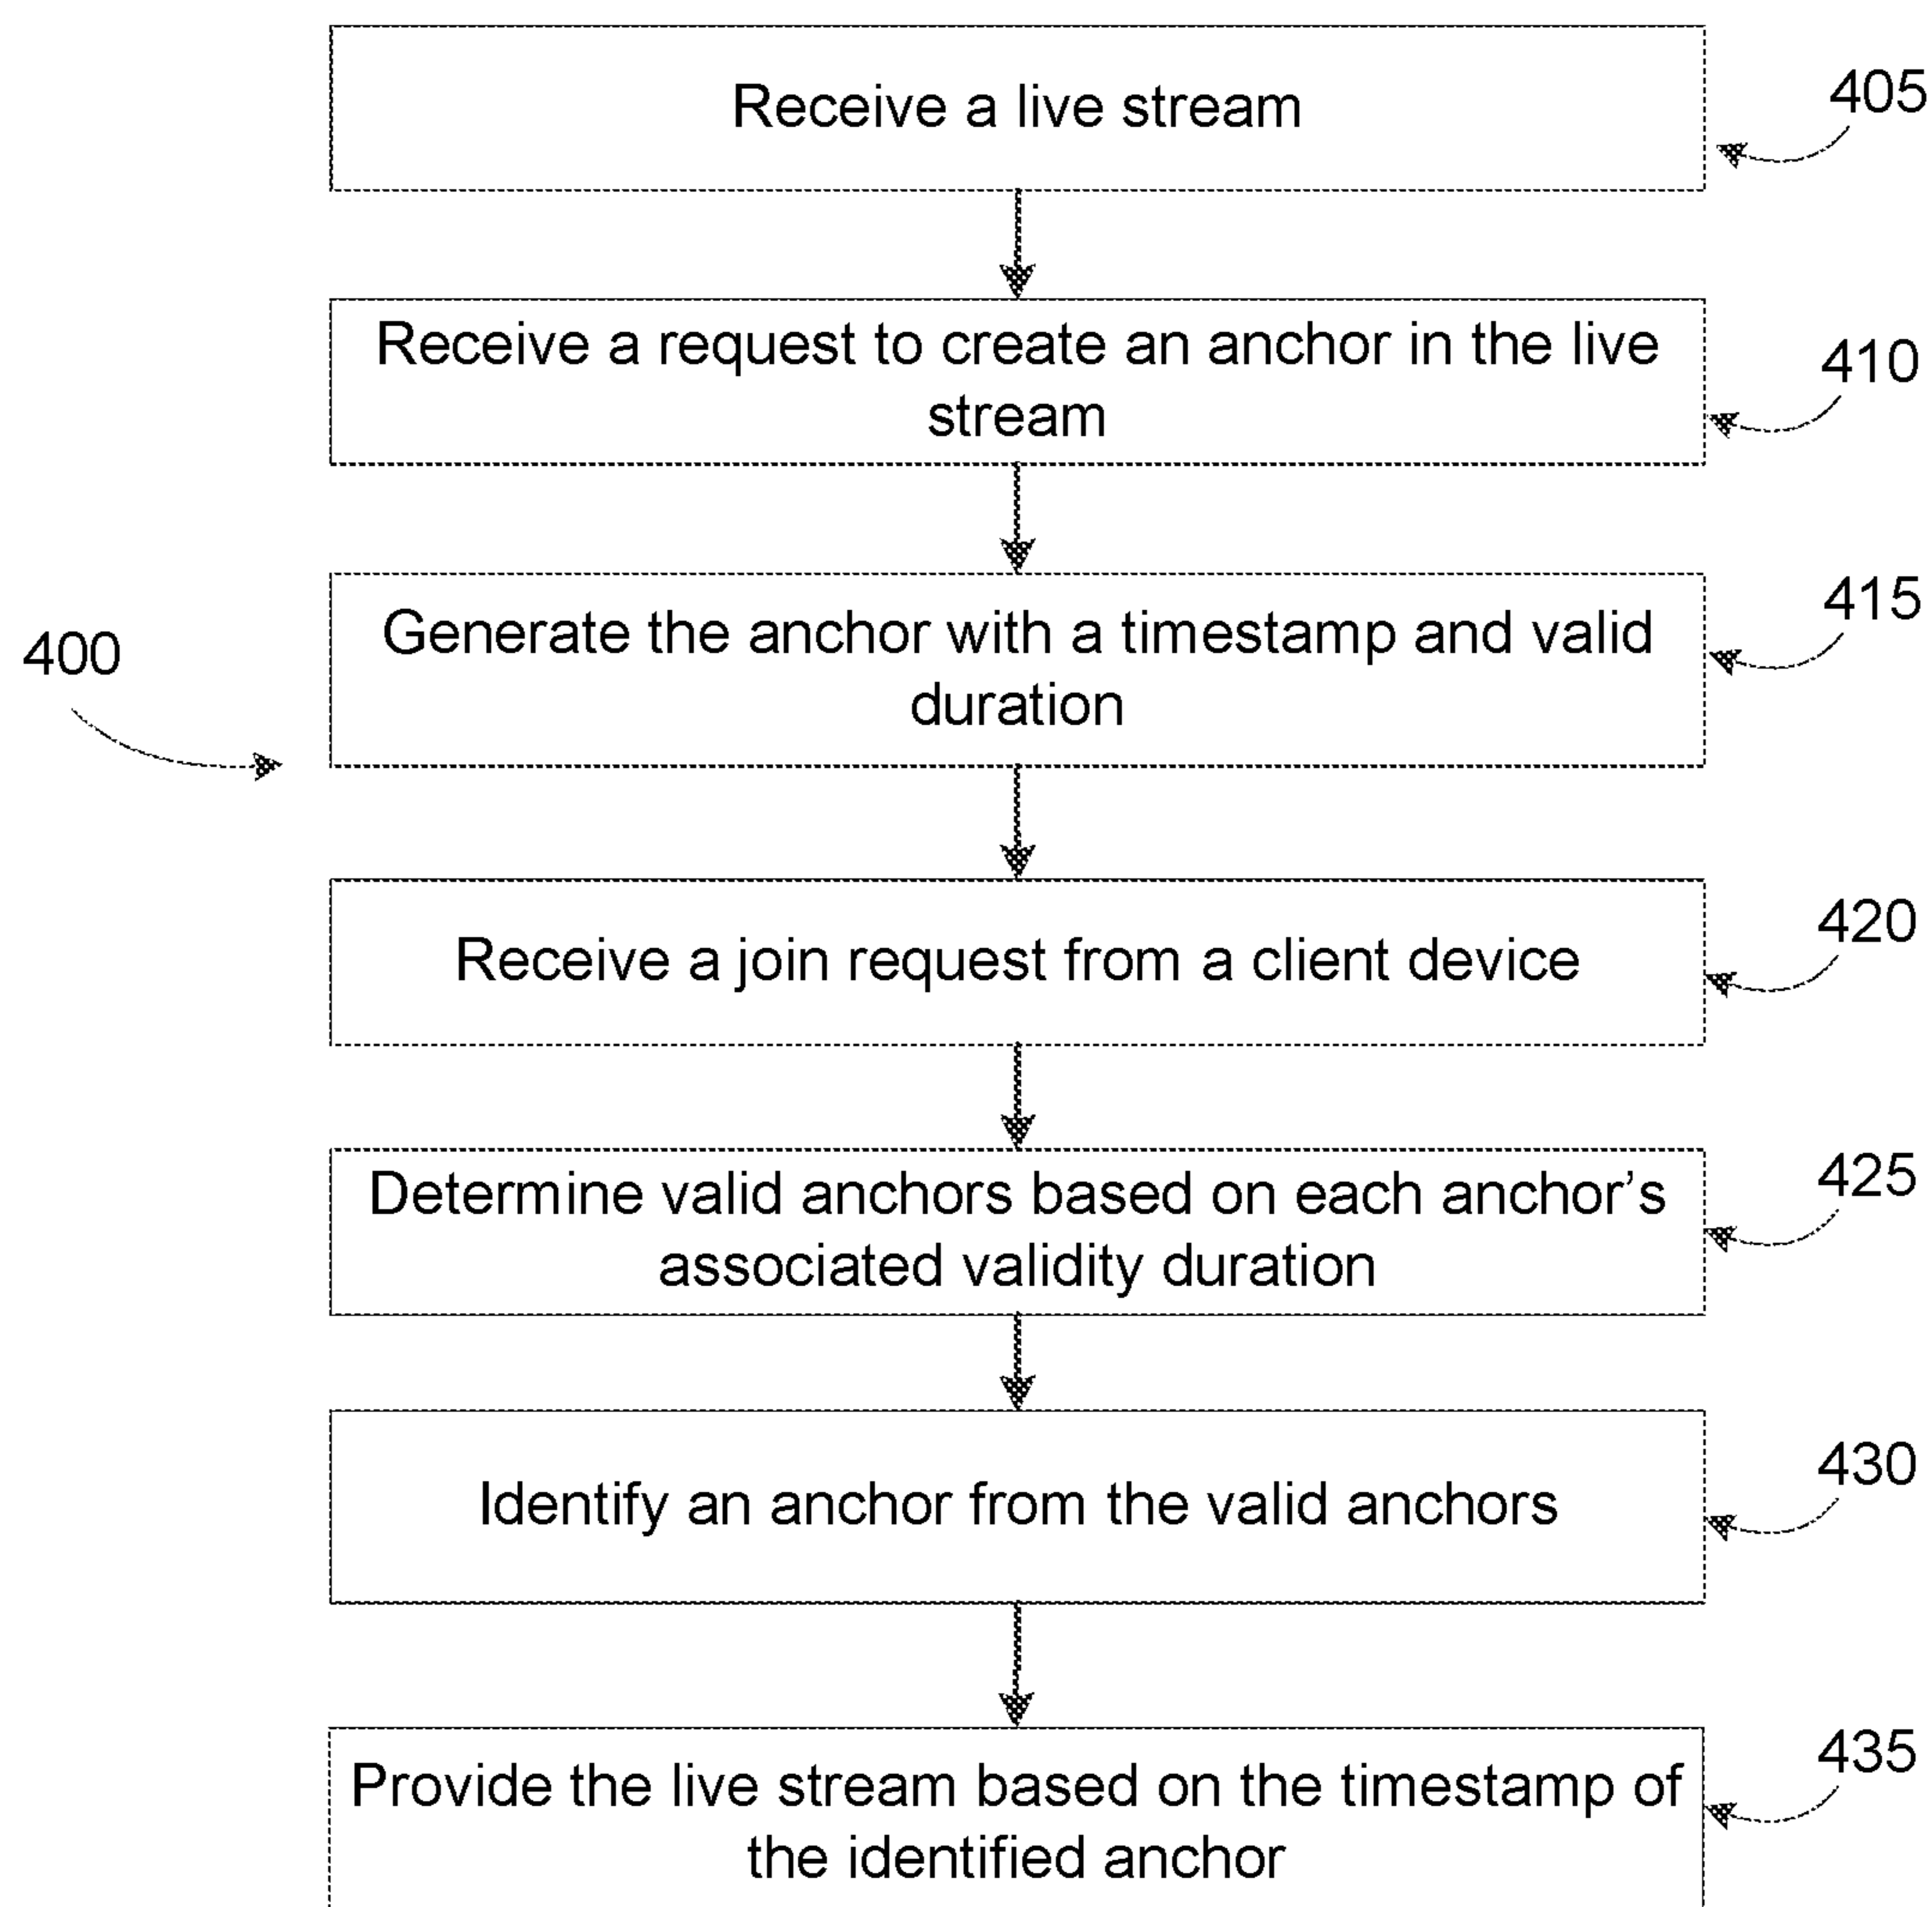 Receive a live stream
405
Receive a request to create an anchor in the live
stream
410
Generate the anchor with a timestamp and valid
duration
415
400
Receive a join request from a client device
420
Determine valid anchors based on each anchor’s
associated validity duration
425
Identify an anchor from the valid anchors
430
Provide the live stream based on the timestamp of
the identified anchor
435